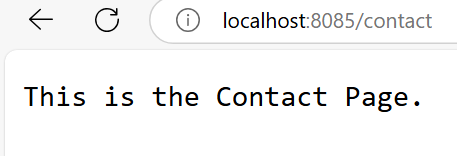 localhost:8085/contact
This is the Contact Page.